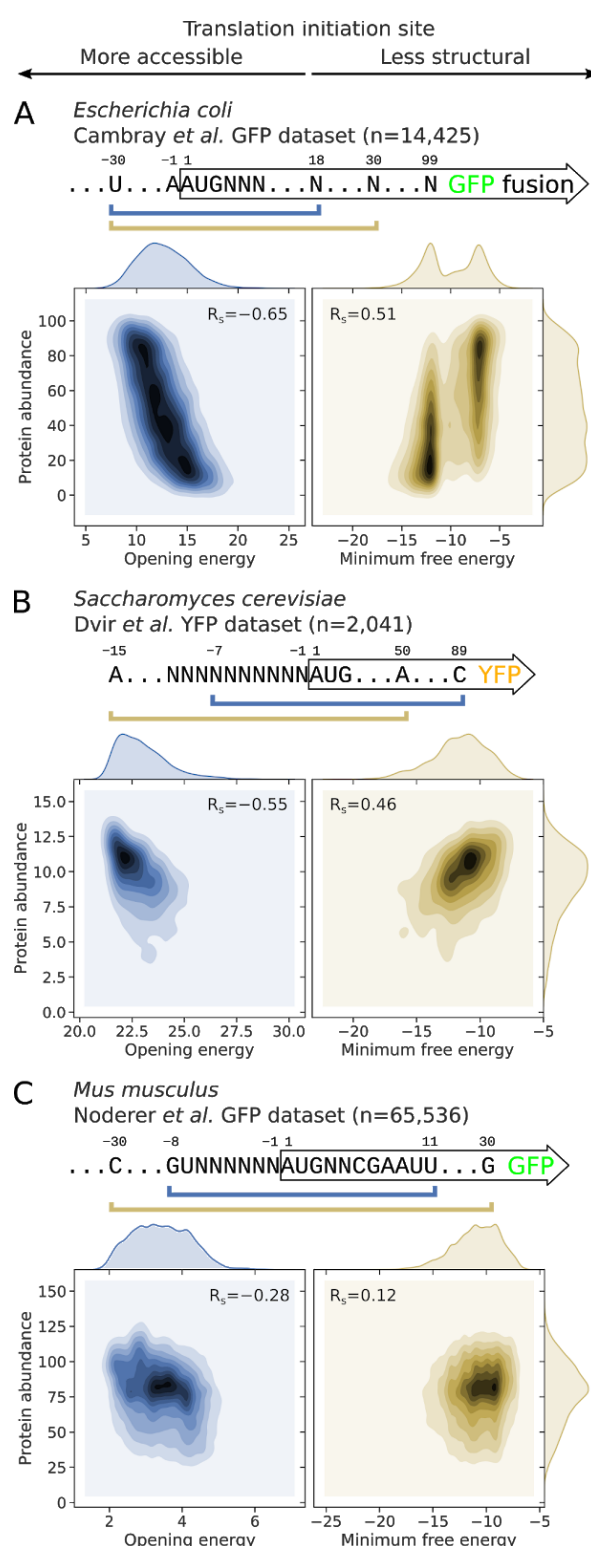 Translation initiation site
More accessible Less structural
A Escherichia coli
Cambray et al. GFP dataset (n=14,425)
−30 −1 1 18 30 99
...U...AAUGNNN...N...N...N GFP fusion
Rs=−0.65 Rs=0.51
Protein abundance
100
80
60
40
20
0
5 10 15 20 25 −20 −15 −10 −5
Opening energy Minimum free energy
B Saccharomyces cerevisiae
Dvir et al. YFP dataset (n=2,041)
−15 −7 −1 1 50 89
A...NNNNNNNNNNAUG...A...C YFP
Rs=−0.55 Rs=0.46
Protein abundance
15.0
12.5
10.0
7.5
5.0
2.5
0.0
20.0 22.5 25.0 27.5 30.0 −20 −15 −10 −5
Opening energy Minimum free energy
C Mus musculus
Noderer et al. GFP dataset (n=65,536)
−30 −8 −1 1 11 30
...C...GUNNNNNNAUGNNCGAAUU...G GFP
Rs=−0.28 Rs=0.12
Protein abundance
150
125
100
75
50
25
0
2 4 6 −25 −20 −15 −10 −5
Opening energy Minimum free energy